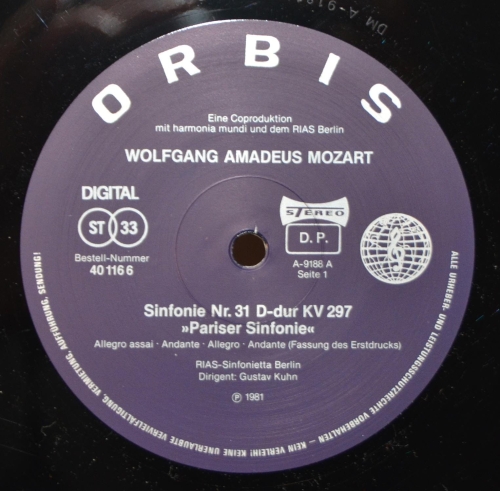 DM A-91
ORBIS
Eine Coproduktion
mit harmonia mundi und dem RIAS Berlin
WOLFGANG AMADEUS MOZART
DIGITAL
ST 33
Bestell-Nummer
40 116 6
STEREO
D. P.
A-9186 A
Seite 1
Sinfonie Nr. 31 D-dur KV 297
»Pariser Sinfonie«
Allegro assai · Andante · Allegro · Andante (Fassung des Erstdrucks)
RIAS-Sinfonietta Berlin
Dirigent: Gustav Kuhn
Ⓟ 1981
ALLE URHEBER- UND LEISTUNGSSCHUTZRECHTE VORBEHALTEN – KEIN VERLEIH! KEINE UNERLAUBTE VERVIELFÄLTIGUNG, VERMIETUNG, AUFFÜHRUNG, SENDUNG!